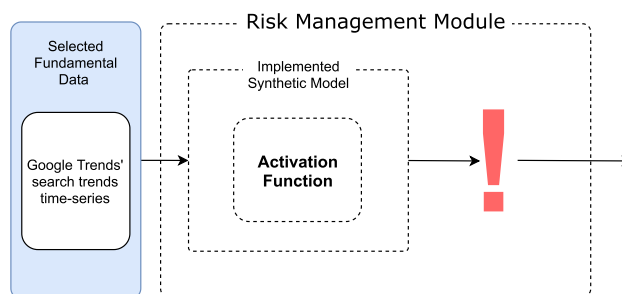 Risk Management Module
Selected
Fundamental
Data
Google Trends'
search trends
time-series
Implemented
Synthetic Model
Activation
Function
!